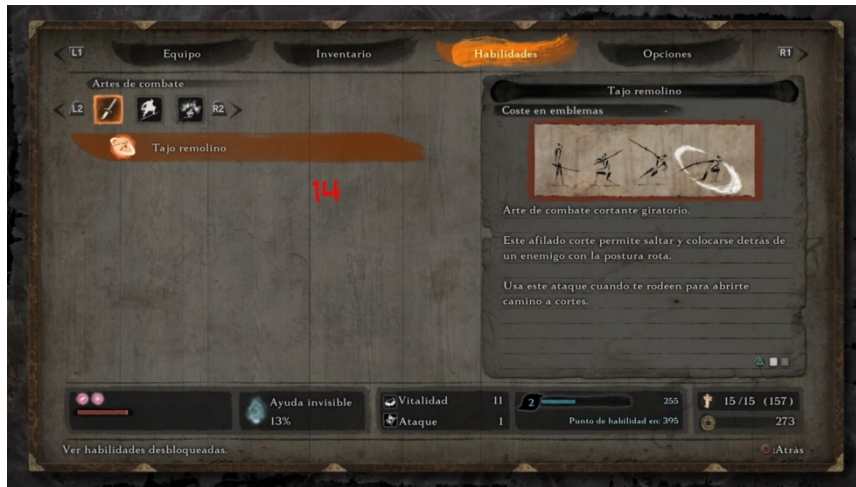 L1 Equipo Inventario Habilidades Opciones R1
Artes de combate
L2 R2
Tajo remolino
14
Tajo remolino
Coste en emblemas -
Arte de combate cortante giratorio.
Este afilado corte permite saltar y colocarse detrás de
un enemigo con la postura rota.
Usa este ataque cuando te rodeen para abrirte
camino a cortes.
Ayuda invisible
13%
Vitalidad 11
Ataque 1
2 255
Punto de habilidad en: 395
15/15 (157)
273
Ver habilidades desbloqueadas.
:Atrás